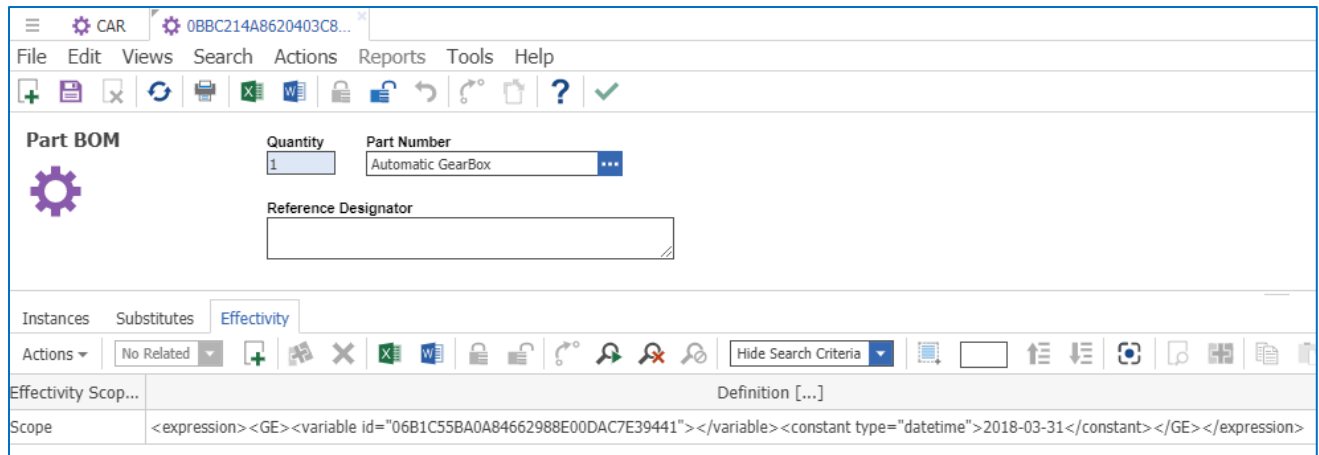 CAR 0BBC214A8620403C8...
File Edit Views Search Actions Reports Tools Help
Part BOM
Quantity Part Number
1 Automatic GearBox
Reference Designator
Instances Substitutes Effectivity
Actions No Related Hide Search Criteria
Effectivity Scop... Definition [...]
Scope <expression><GE><variable id="06B1C55BA0A84662988E00DAC7E39441"></variable><constant type="datetime">2018-03-31</constant></GE></expression>